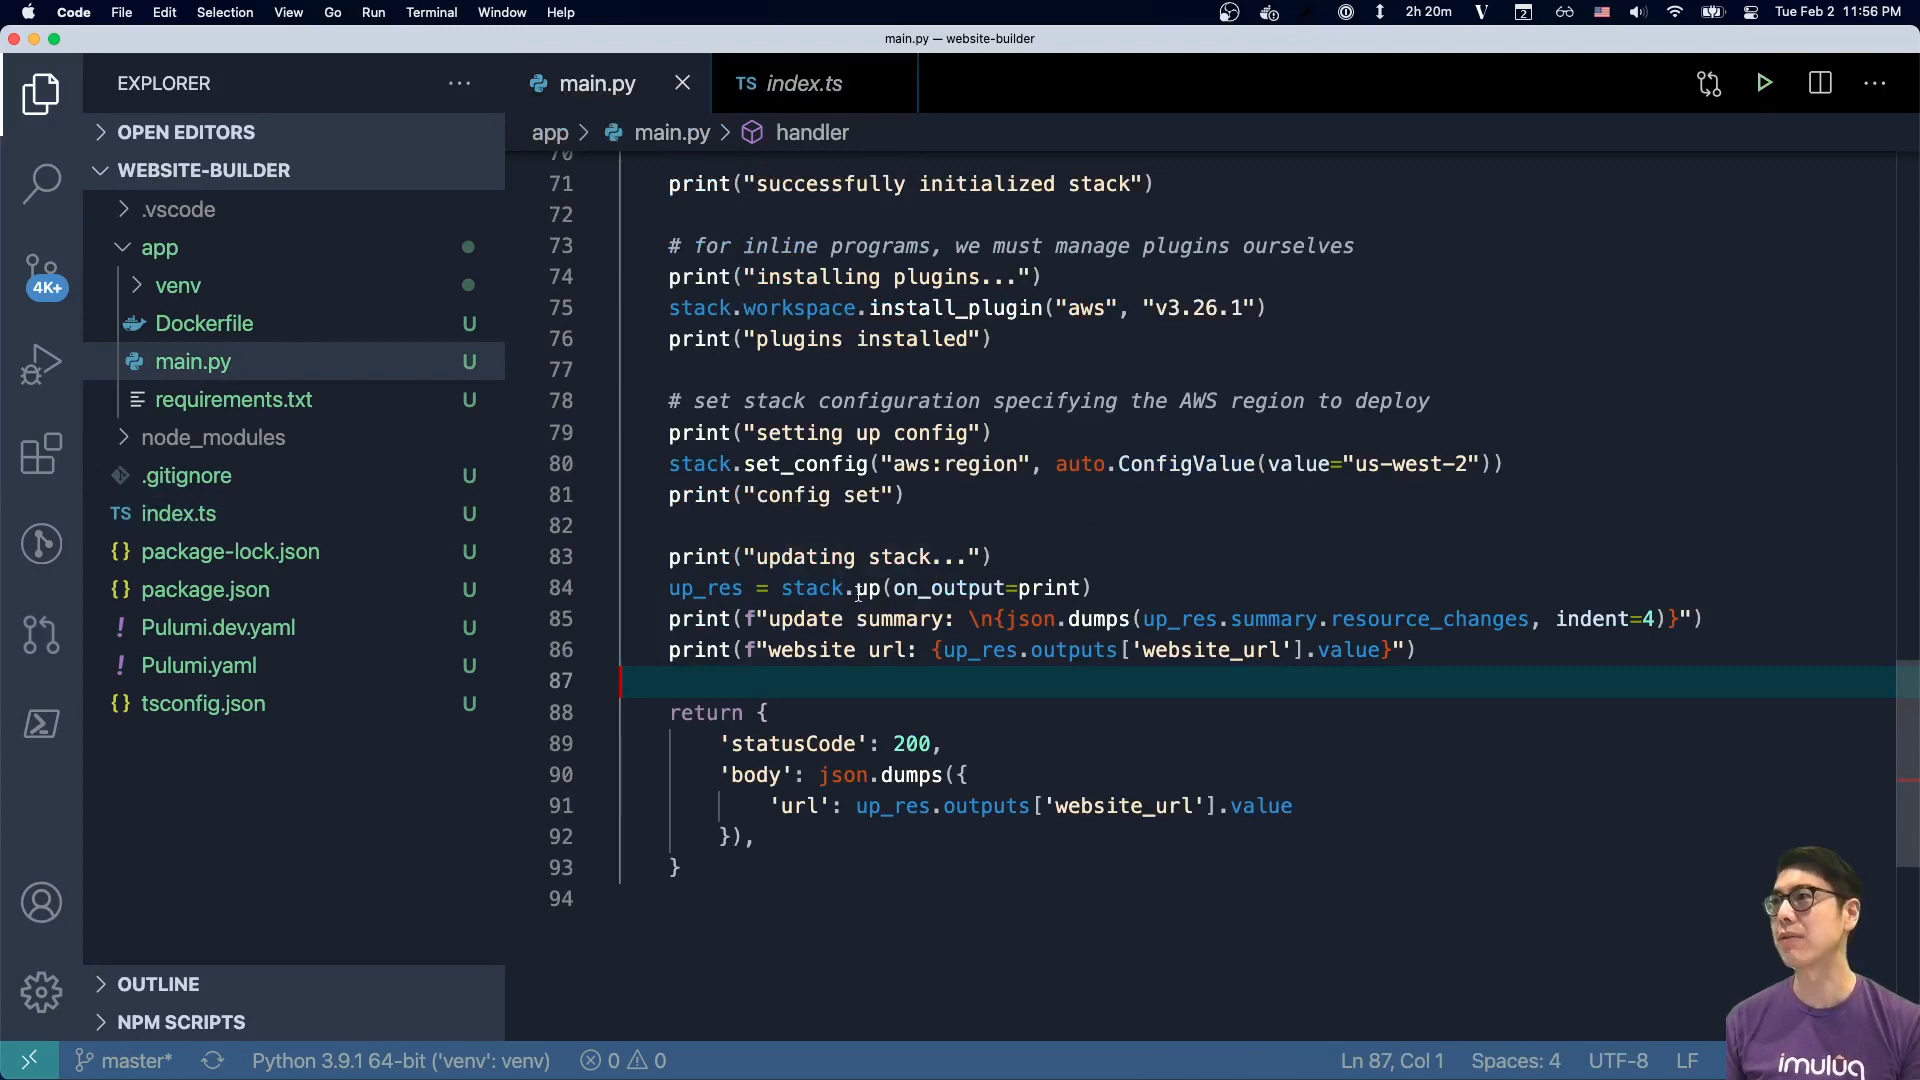 Code File Edit Selection View Go Run Terminal Window Help 2h 20m 2 Tue Feb 2 11:56 PM
main.py — website-builder
EXPLORER
main.py
TS index.ts
OPEN EDITORS
app > main.py > handler
WEBSITE-BUILDER
.vscode
app
venv
Dockerfile U
main.py U
requirements.txt U
node_modules
.gitignore U
TS index.ts U
{} package-lock.json U
{} package.json U
! Pulumi.dev.yaml U
! Pulumi.yaml U
{} tsconfig.json U
4K+
OUTLINE
NPM SCRIPTS
70
71 print("successfully initialized stack")
72
73 # for inline programs, we must manage plugins ourselves
74 print("installing plugins...")
75 stack.workspace.install_plugin("aws", "v3.26.1")
76 print("plugins installed")
77
78 # set stack configuration specifying the AWS region to deploy
79 print("setting up config")
80 stack.set_config("aws:region", auto.ConfigValue(value="us-west-2"))
81 print("config set")
82
83 print("updating stack...")
84 up_res = stack.up(on_output=print)
85 print(f"update summary: \n{json.dumps(up_res.summary.resource_changes, indent=4)}")
86 print(f"website url: {up_res.outputs['website_url'].value}")
87
88 return {
89 'statusCode': 200,
90 'body': json.dumps({
91 'url': up_res.outputs['website_url'].value
92 }),
93 }
94
master* Python 3.9.1 64-bit ('venv': venv) 0 0 Ln 87, Col 1 Spaces: 4 UTF-8 LF